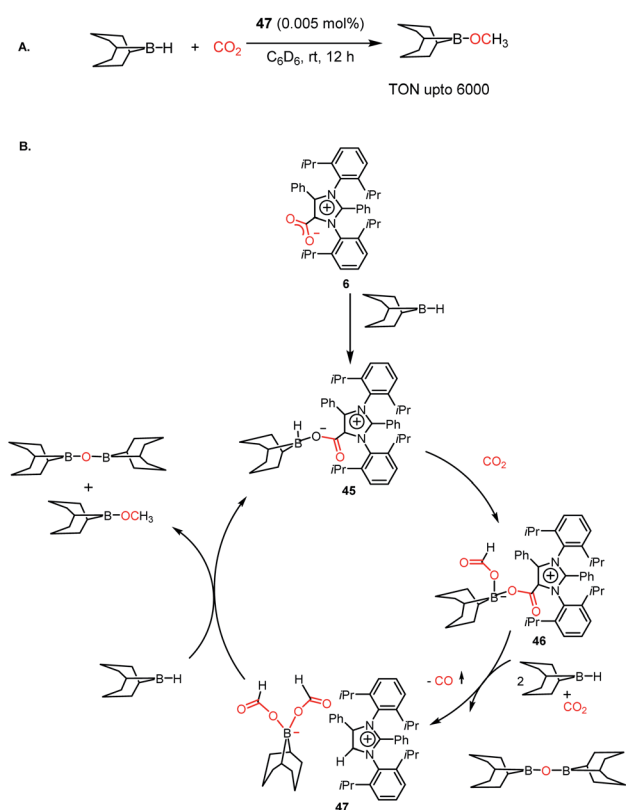 A.
B-H + CO2
47 (0.005 mol%)
C6D6, rt, 12 h
B-OCH3
TON upto 6000
B.
iPr
iPr
Ph
N
+
Ph
N
O
O
−
iPr
iPr
6
B-H
iPr
iPr
Ph
N
H
B
O
−
+
Ph
N
O
iPr
iPr
45
CO2
B-O-B
+
B-OCH3
iPr
H
O
O
Ph
N
iPr
+
Ph
B
−
O
N
O
iPr
iPr
46
- CO
2 B-H
+
CO2
B-H
H
H
O
O
O
O
B
−
iPr
iPr
Ph
N
+
Ph
H
N
iPr
iPr
47
B-O-B